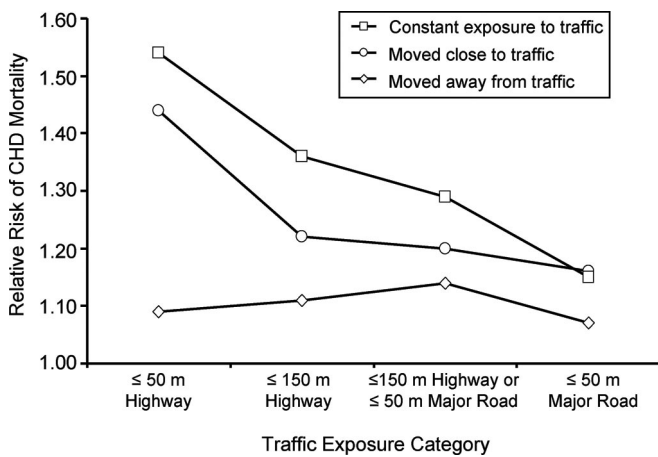 Relative Risk of CHD Mortality
1.60
1.50
1.40
1.30
1.20
1.10
1.00
Constant exposure to traffic
Moved close to traffic
Moved away from traffic
≤ 50 m
Highway
≤ 150 m
Highway
≤150 m Highway or
≤ 50 m Major Road
≤ 50 m
Major Road
Traffic Exposure Category